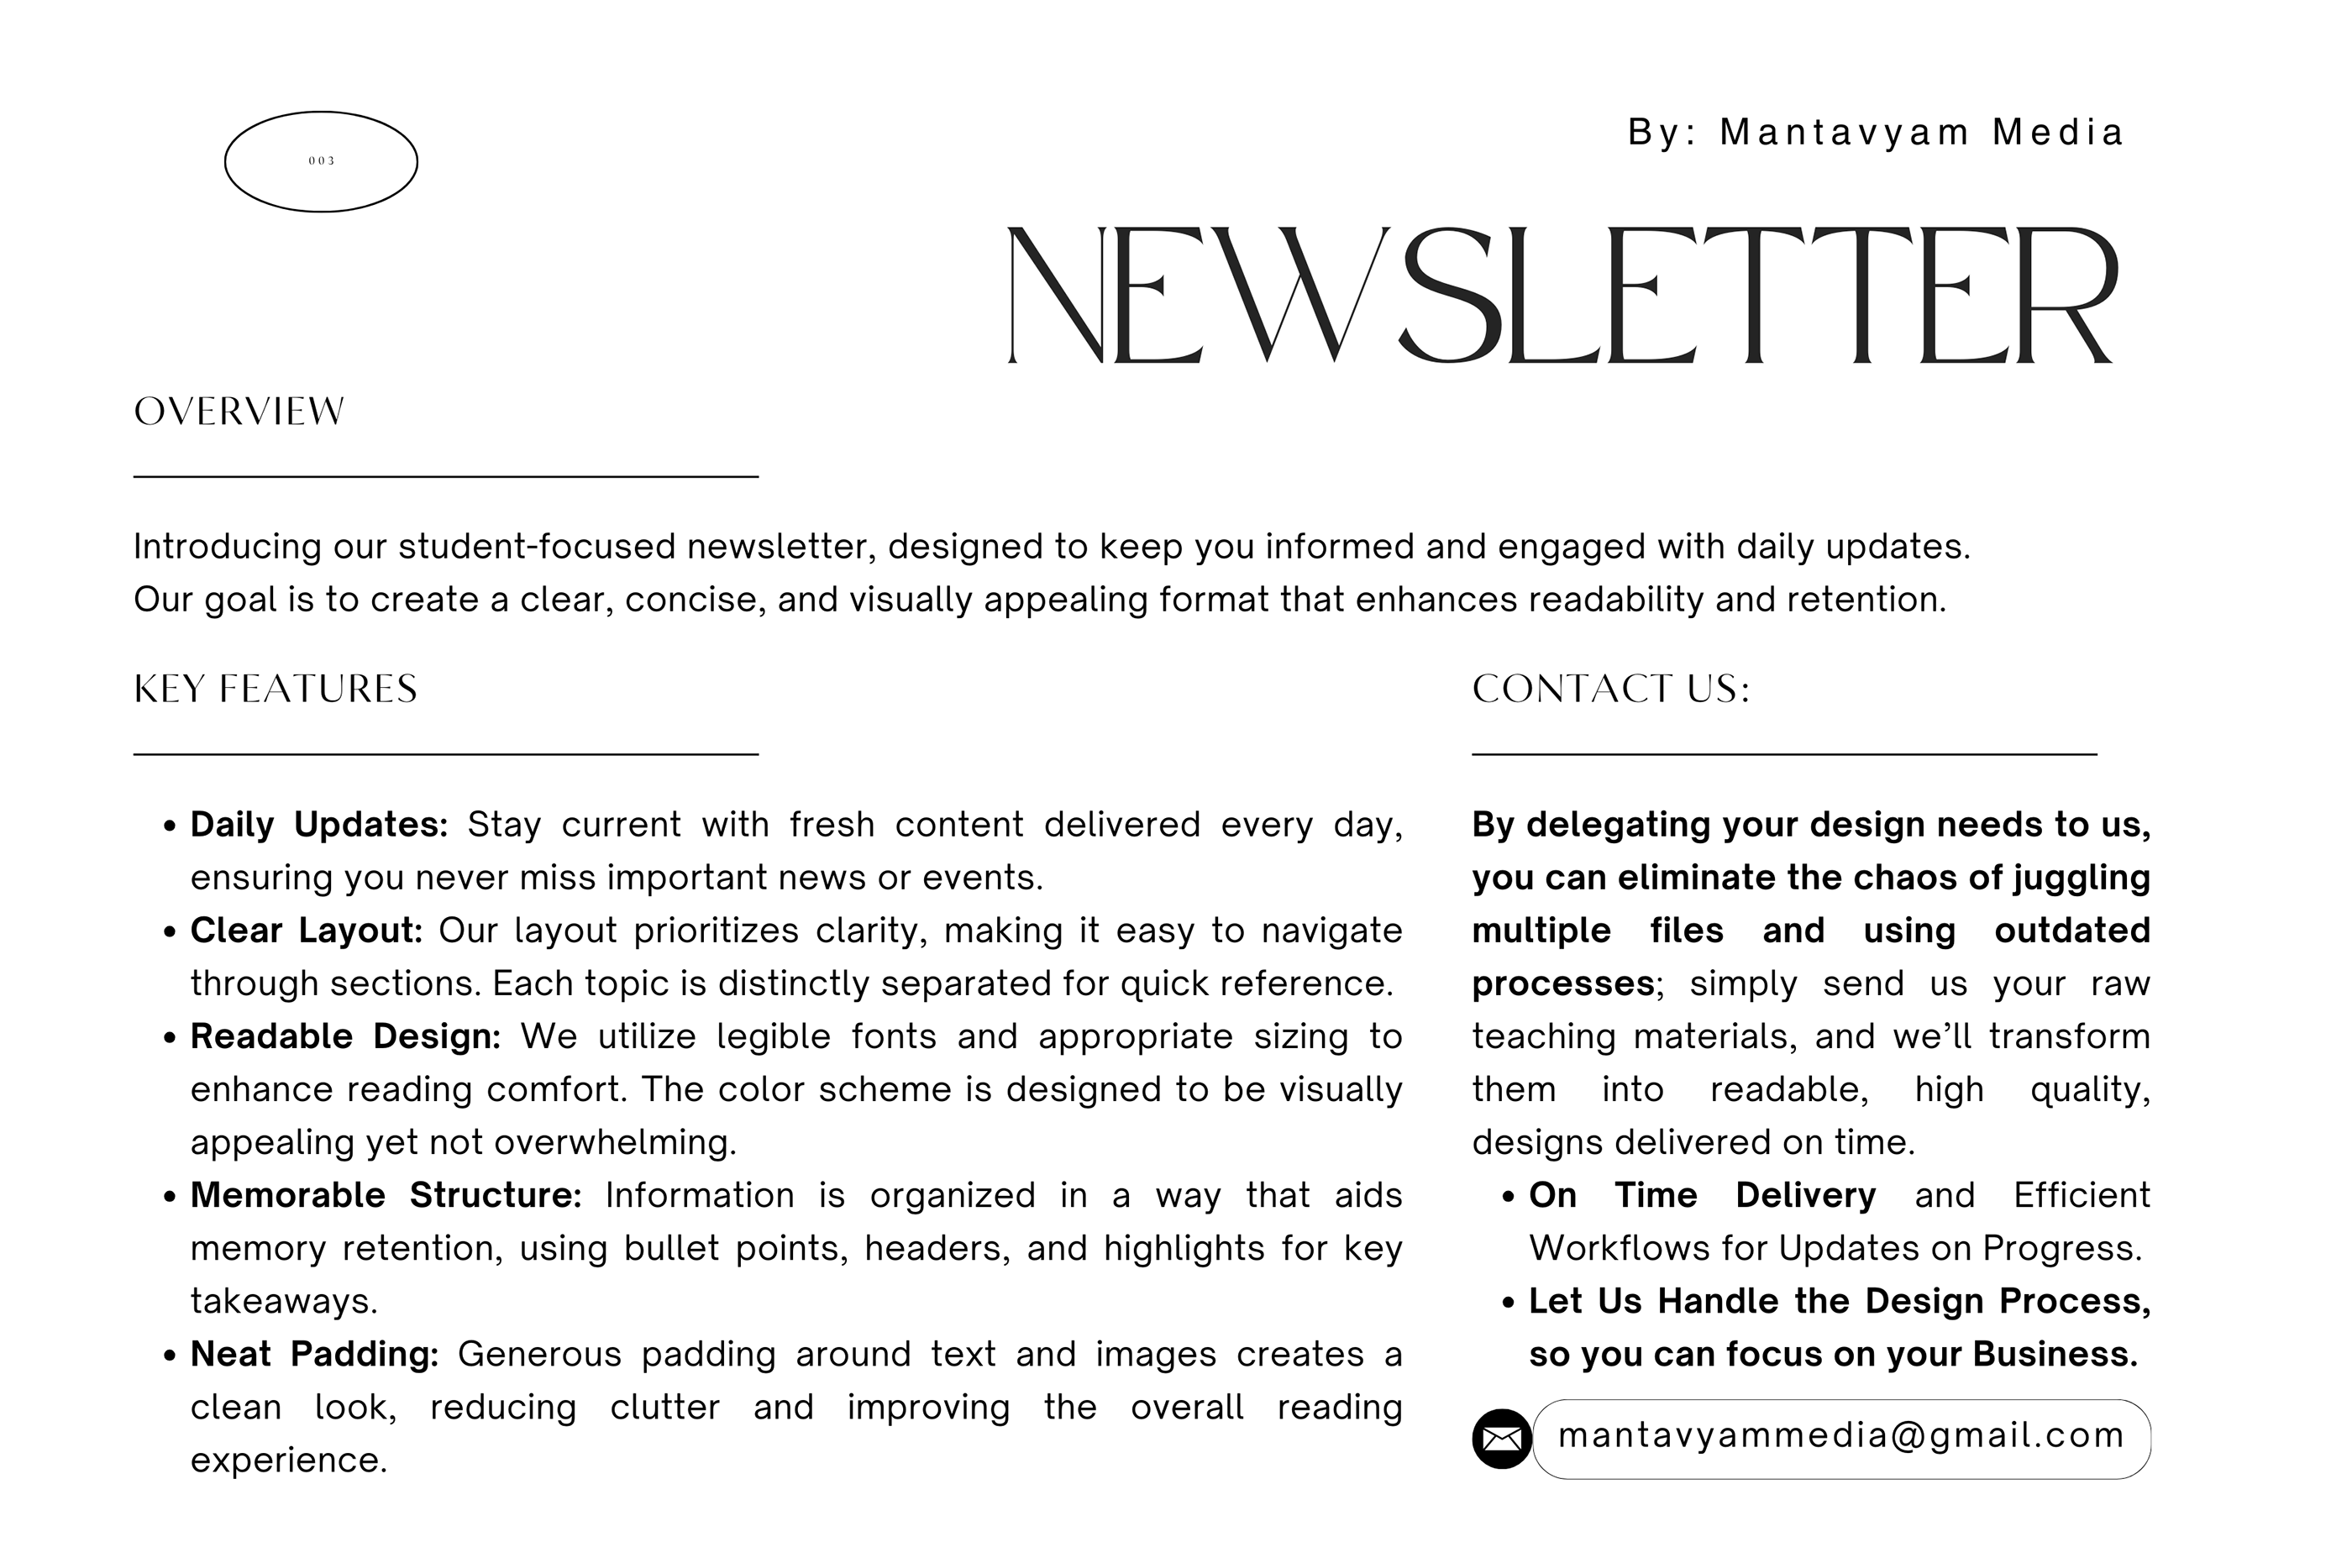 003
By: Mantavyam Media
NEWSLETTER
OVERVIEW
Introducing our student-focused newsletter, designed to keep you informed and engaged with daily updates.
Our goal is to create a clear, concise, and visually appealing format that enhances readability and retention.
KEY FEATURES
• Daily Updates: Stay current with fresh content delivered every day,
ensuring you never miss important news or events.
• Clear Layout: Our layout prioritizes clarity, making it easy to navigate
through sections. Each topic is distinctly separated for quick reference.
• Readable Design: We utilize legible fonts and appropriate sizing to
enhance reading comfort. The color scheme is designed to be visually
appealing yet not overwhelming.
• Memorable Structure: Information is organized in a way that aids
memory retention, using bullet points, headers, and highlights for key
takeaways.
• Neat Padding: Generous padding around text and images creates a
clean look, reducing clutter and improving the overall reading
experience.
CONTACT US:
By delegating your design needs to us,
you can eliminate the chaos of juggling
multiple files and using outdated
processes; simply send us your raw
teaching materials, and we’ll transform
them into readable, high quality,
designs delivered on time.
• On Time Delivery and Efficient
Workflows for Updates on Progress.
• Let Us Handle the Design Process,
so you can focus on your Business.
mantavyammedia@gmail.com